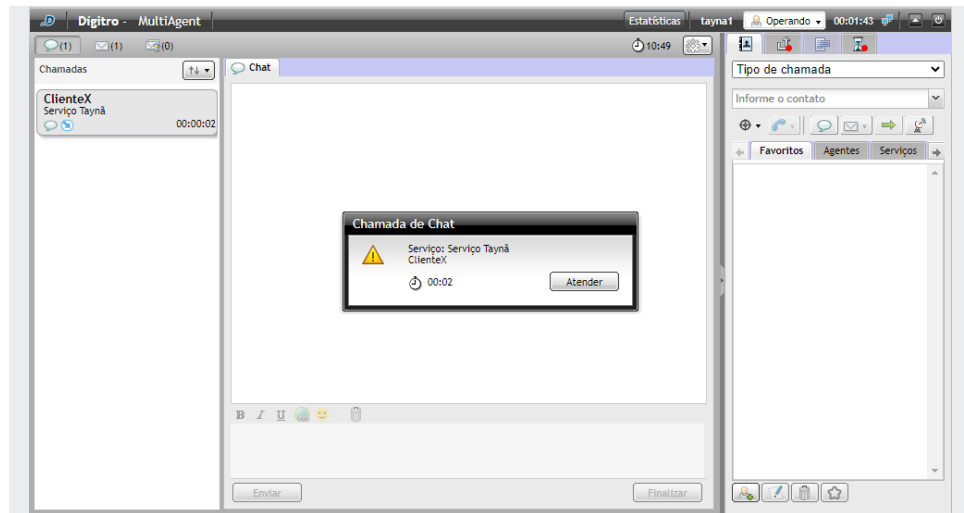 Dígitro - MultiAgent
Estatísticas
tayna1
Operando
00:01:43
(1)
(1)
(0)
10:49
Chamadas
Chat
ClienteX
Serviço Taynã
00:00:02
Chamada de Chat
Serviço: Serviço Taynã
ClienteX
00:02
Atender
B I U
Enviar
Finalizar
Tipo de chamada
Informe o contato
Favoritos
Agentes
Serviços